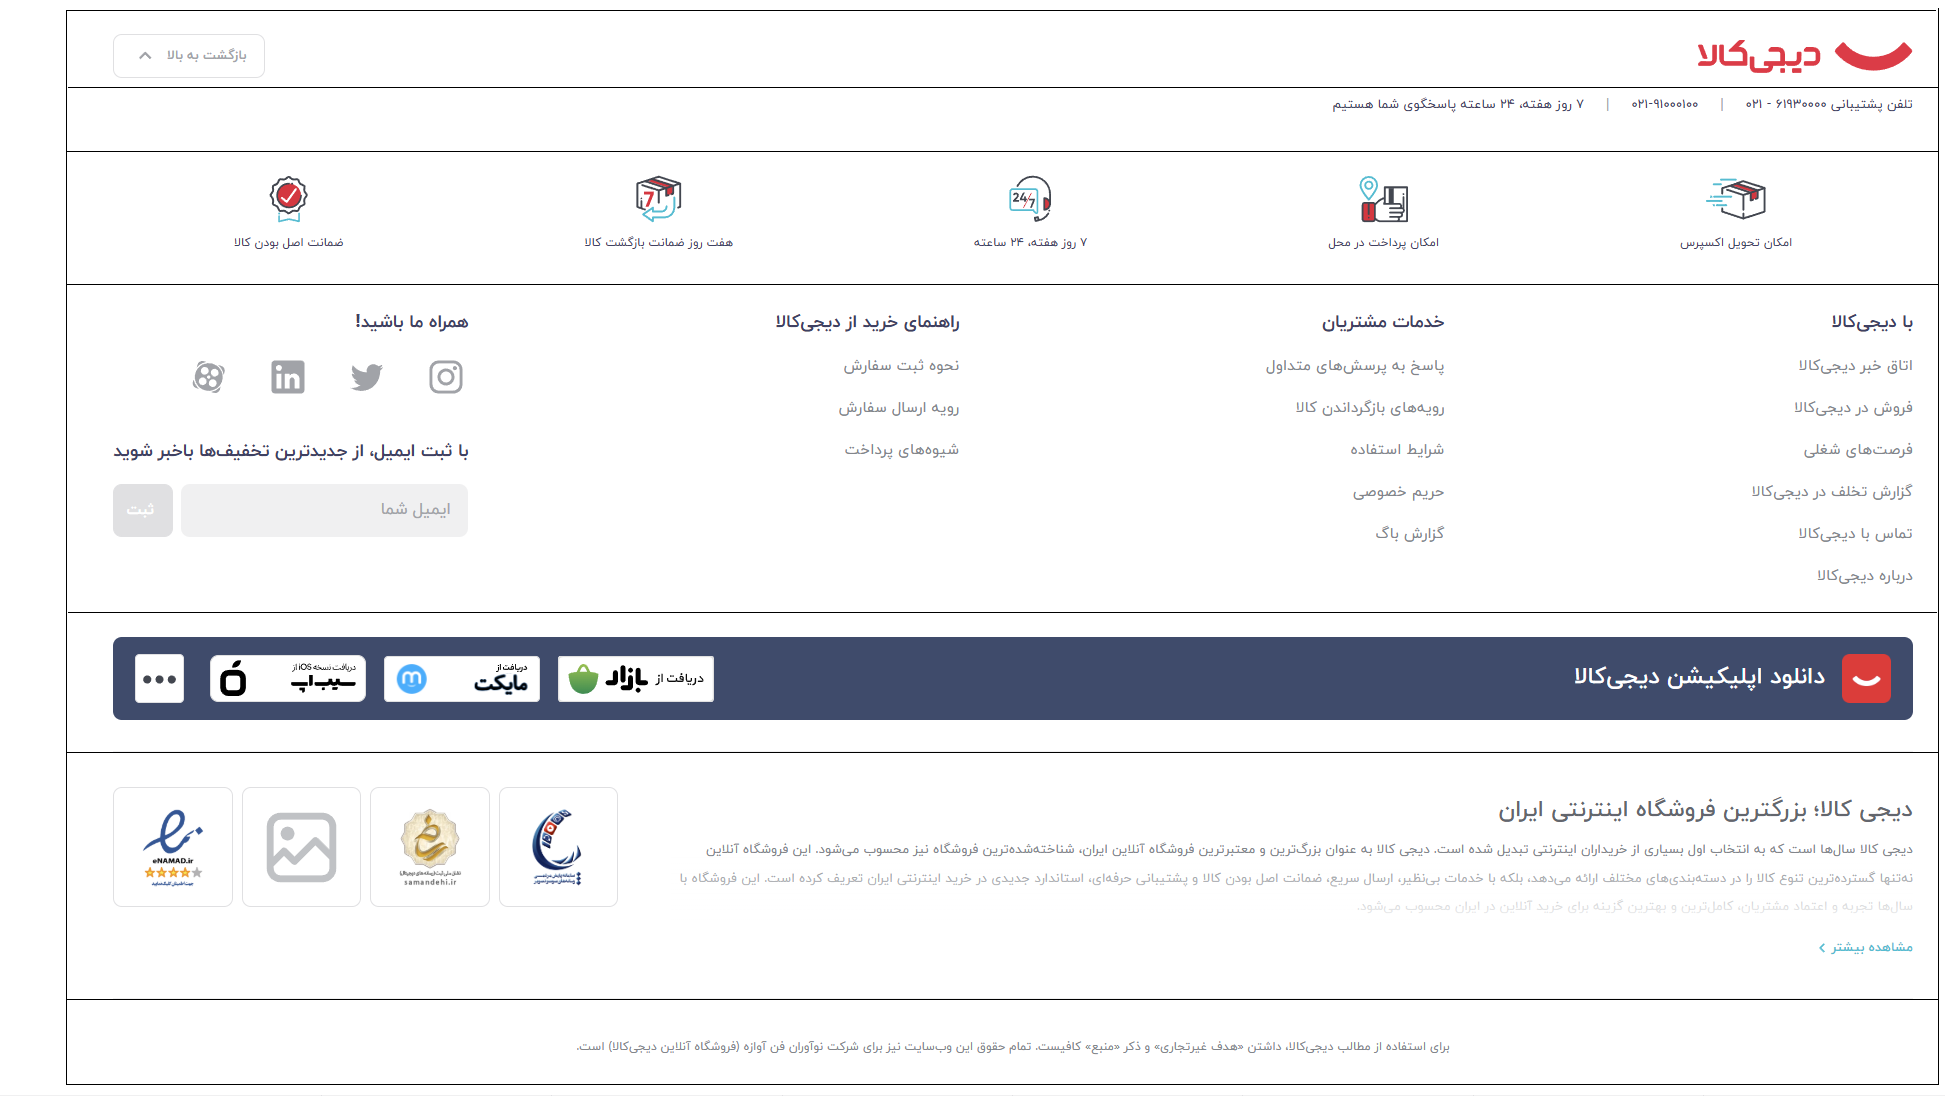 دیجی‌کالا
بازگشت به بالا
تلفن پشتیبانی ۶۱۹۳۰۰۰۰ - ۰۲۱ | ۰۲۱-۹۱۰۰۰۱۰۰ | ۷ روز هفته، ۲۴ ساعته پاسخگوی شما هستیم
24/7
7
امکان تحویل اکسپرس
امکان پرداخت در محل
۷ روز هفته، ۲۴ ساعته
هفت روز ضمانت بازگشت کالا
ضمانت اصل بودن کالا
با دیجی‌کالا
اتاق خبر دیجی‌کالا
فروش در دیجی‌کالا
فرصت‌های شغلی
گزارش تخلف در دیجی‌کالا
تماس با دیجی‌کالا
درباره دیجی‌کالا
خدمات مشتریان
پاسخ به پرسش‌های متداول
رویه‌های بازگرداندن کالا
شرایط استفاده
حریم خصوصی
گزارش باگ
راهنمای خرید از دیجی‌کالا
نحوه ثبت سفارش
رویه ارسال سفارش
شیوه‌های پرداخت
همراه ما باشید!
in
با ثبت ایمیل، از جدیدترین تخفیف‌ها باخبر شوید
ایمیل شما
ثبت
دانلود اپلیکیشن دیجی‌کالا
دریافت از بازار
دریافت از
مایکت
دریافت نسخه iOS از
سیب‌اپ
دیجی کالا؛ بزرگترین فروشگاه اینترنتی ایران
دیجی کالا سال‌ها است که به انتخاب اول بسیاری از خریداران اینترنتی تبدیل شده است. دیجی کالا به عنوان بزرگ‌ترین و معتبرترین فروشگاه آنلاین ایران، شناخته‌شده‌ترین فروشگاه نیز محسوب می‌شود. این فروشگاه آنلاین
نه‌تنها گسترده‌ترین تنوع کالا را در دسته‌بندی‌های مختلف ارائه می‌دهد، بلکه با خدمات بی‌نظیر، ارسال سریع، ضمانت اصل بودن کالا و پشتیبانی حرفه‌ای، استاندارد جدیدی در خرید اینترنتی ایران تعریف کرده است. این فروشگاه با
سال‌ها تجربه و اعتماد مشتریان، کامل‌ترین و بهترین گزینه برای خرید آنلاین در ایران محسوب می‌شود.
مشاهده بیشتر
samandehi.ir
eNAMAD.ir
برای استفاده از مطالب دیجی‌کالا، داشتن «هدف غیرتجاری» و ذکر «منبع» کافیست. تمام حقوق این وب‌سایت نیز برای شرکت نوآوران فن آوازه (فروشگاه آنلاین دیجی‌کالا) است.